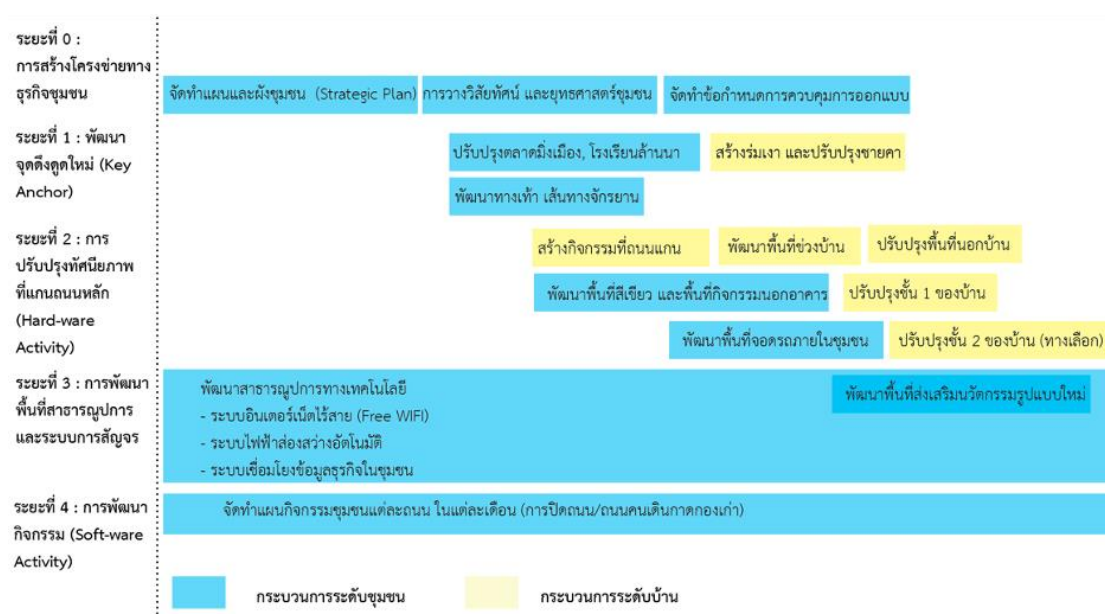 ระยะที่ 0 :
การสร้างโครงข่ายทาง
ธุรกิจชุมชน
จัดทำแผนและผังชุมชน (Strategic Plan)
การวางวิสัยทัศน์ และยุทธศาสตร์ชุมชน
จัดทำข้อกำหนดการควบคุมการออกแบบ
ระยะที่ 1 : พัฒนา
จุดดึงดูดใหม่ (Key
Anchor)
ปรับปรุงตลาดมิ่งเมือง, โรงเรียนล้านนา
สร้างร่มเงา และปรับปรุงชายคา
พัฒนาทางเท้า เส้นทางจักรยาน
ระยะที่ 2 : การ
ปรับปรุงทัศนียภาพ
ที่แกนถนนหลัก
(Hard-ware
Activity)
สร้างกิจกรรมที่ถนนแกน
พัฒนาพื้นที่ช่วงบ้าน
ปรับปรุงพื้นที่นอกบ้าน
พัฒนาพื้นที่สีเขียว และพื้นที่กิจกรรมนอกอาคาร
ปรับปรุงชั้น 1 ของบ้าน
พัฒนาพื้นที่จอดรถภายในชุมชน
ปรับปรุงชั้น 2 ของบ้าน (ทางเลือก)
ระยะที่ 3 : การพัฒนา
พื้นที่สาธารณูปการ
และระบบการสัญจร
พัฒนาสาธารณูปการทางเทคโนโลยี
- ระบบอินเตอร์เน็ตไร้สาย (Free WIFI)
- ระบบไฟฟ้าส่องสว่างอัตโนมัติ
- ระบบเชื่อมโยงข้อมูลธุรกิจในชุมชน
พัฒนาพื้นที่ส่งเสริมนวัตกรรมรูปแบบใหม่
ระยะที่ 4 : การพัฒนา
กิจกรรม (Soft-ware
Activity)
จัดทำแผนกิจกรรมชุมชนแต่ละถนน ในแต่ละเดือน (การปิดถนน/ถนนคนเดินกาดกองเก่า)
กระบวนการระดับชุมชน
กระบวนการระดับบ้าน